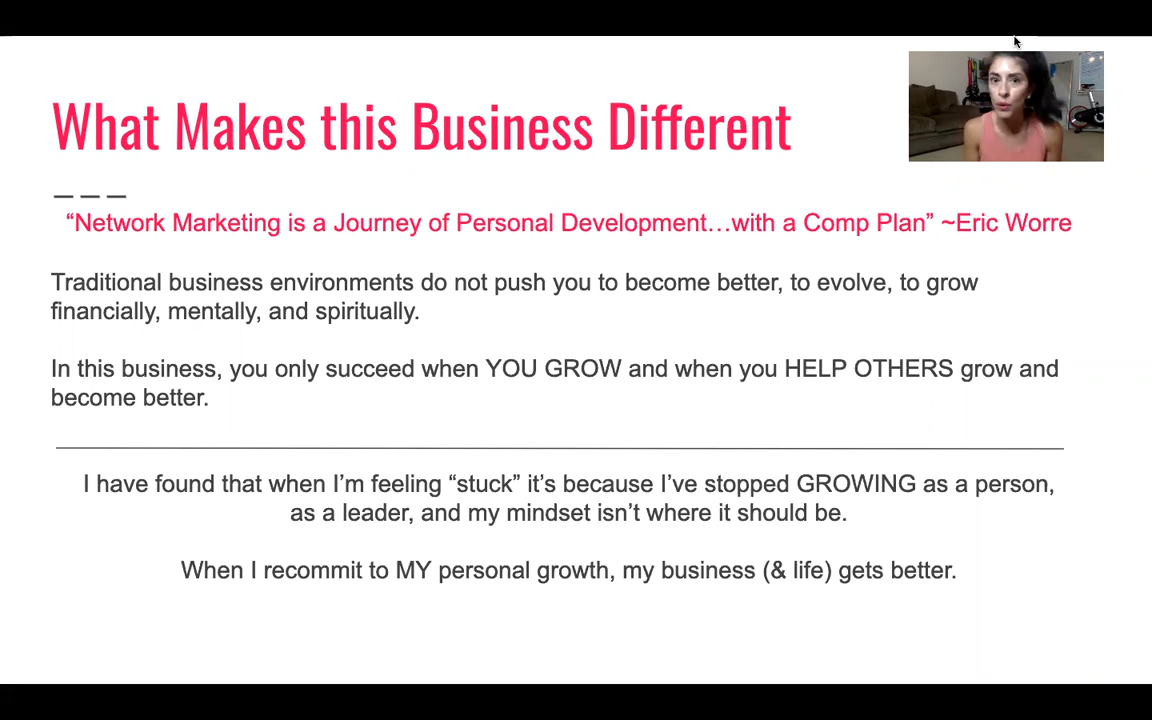 What Makes this Business Different
“Network Marketing is a Journey of Personal Development…with a Comp Plan” ~Eric Worre
Traditional business environments do not push you to become better, to evolve, to grow
financially, mentally, and spiritually.
In this business, you only succeed when YOU GROW and when you HELP OTHERS grow and
become better.
I have found that when I’m feeling “stuck” it’s because I’ve stopped GROWING as a person,
as a leader, and my mindset isn’t where it should be.
When I recommit to MY personal growth, my business (& life) gets better.